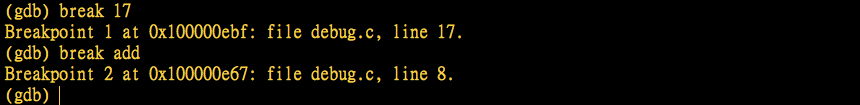 (gdb) break 17
Breakpoint 1 at 0x100000ebf: file debug.c, line 17.
(gdb) break add
Breakpoint 2 at 0x100000e67: file debug.c, line 8.
(gdb)